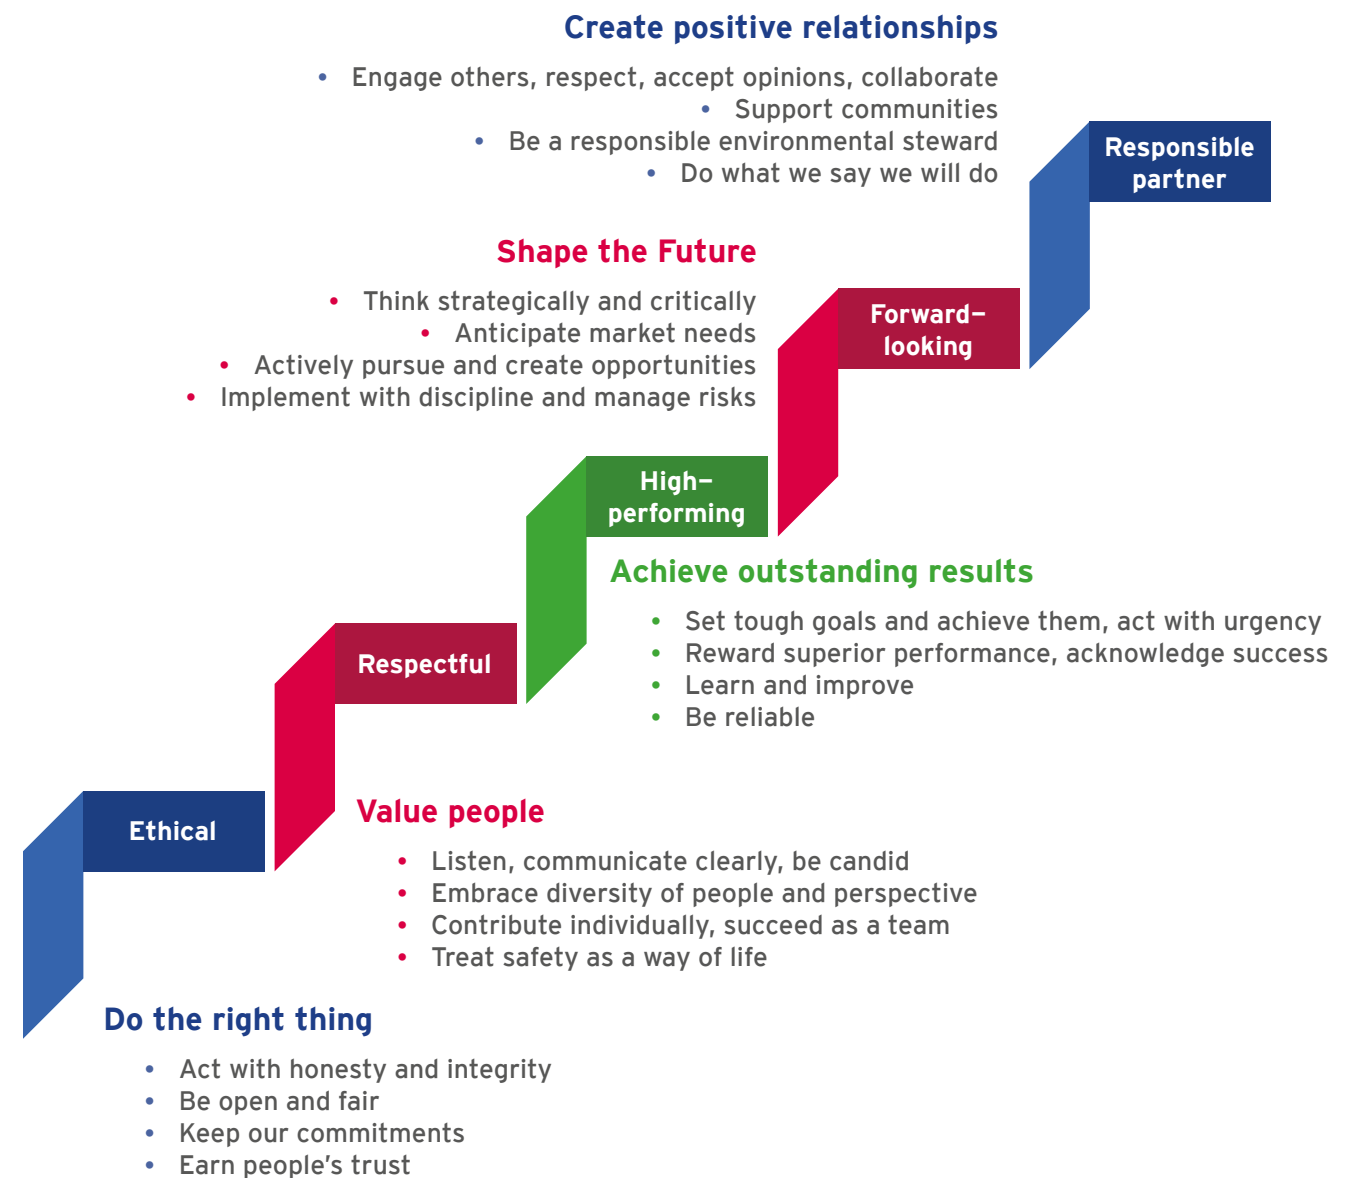 Create positive relationships
• Engage others, respect, accept opinions, collaborate
• Support communities
• Be a responsible environmental steward
• Do what we say we will do
Responsible
partner
Shape the Future
• Think strategically and critically
• Anticipate market needs
• Actively pursue and create opportunities
• Implement with discipline and manage risks
Forward–
looking
High–
performing
Achieve outstanding results
• Set tough goals and achieve them, act with urgency
• Reward superior performance, acknowledge success
• Learn and improve
• Be reliable
Respectful
Value people
• Listen, communicate clearly, be candid
• Embrace diversity of people and perspective
• Contribute individually, succeed as a team
• Treat safety as a way of life
Ethical
Do the right thing
• Act with honesty and integrity
• Be open and fair
• Keep our commitments
• Earn people’s trust